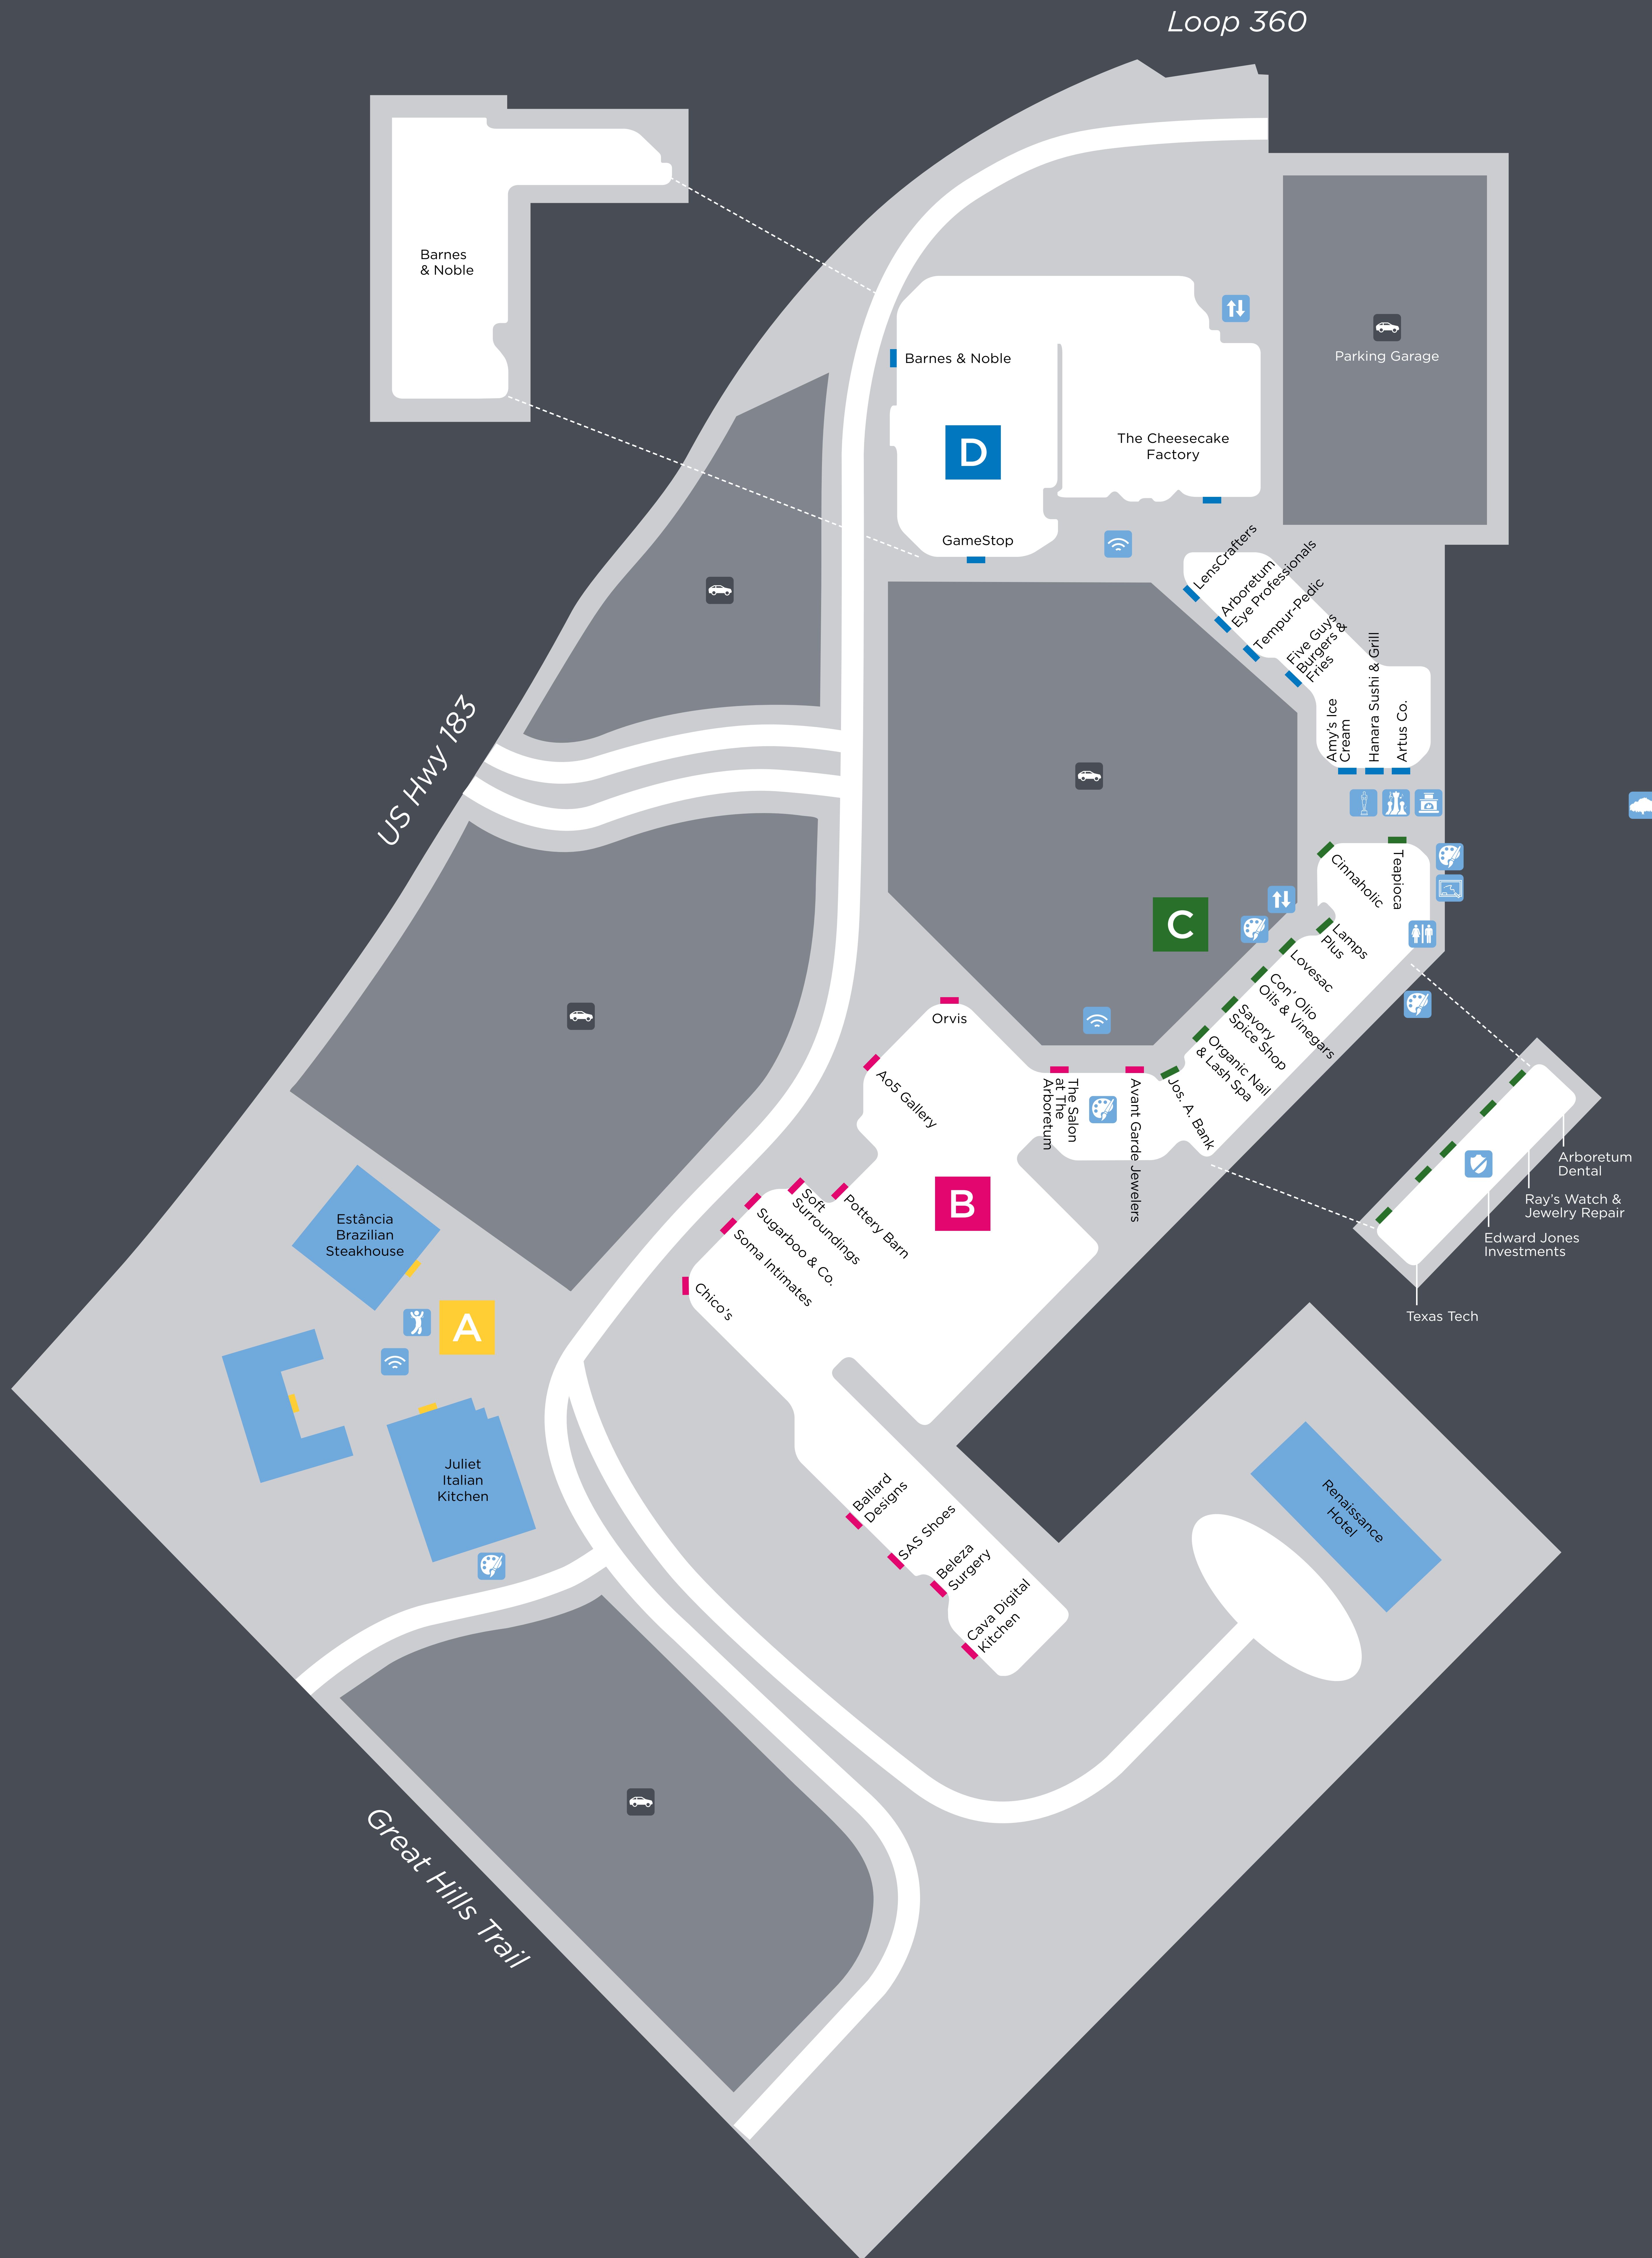 Loop 360
Barnes
& Noble
Parking Garage
Barnes & Noble
D
The Cheesecake
Factory
GameStop
LensCrafters
Arboretum
Eye Professionals
Tempur-Pedic
Five Guys
Burgers &
Fries
Amy's Ice
Cream
Hanara Sushi & Grill
Artus Co.
US Hwy 183
Cinnaholic
Teapioca
C
Lamps
Plus
Lovesac
Con' Olio
Oils & Vinegars
Savory
Spice Shop
Organic Nail
& Lash Spa
Jos. A. Bank
Orvis
Ao5 Gallery
The Salon
at The
Arboretum
Avant Garde Jewelers
B
Pottery Barn
Soft
Surroundings
Sugarboo & Co.
Soma Intimates
Chico's
Arboretum
Dental
Ray's Watch &
Jewelry Repair
Edward Jones
Investments
Texas Tech
Estância
Brazilian
Steakhouse
A
Juliet
Italian
Kitchen
Ballard
Designs
SAS Shoes
Beleza
Surgery
Cava Digital
Kitchen
Renaissance
Hotel
Great Hills Trail